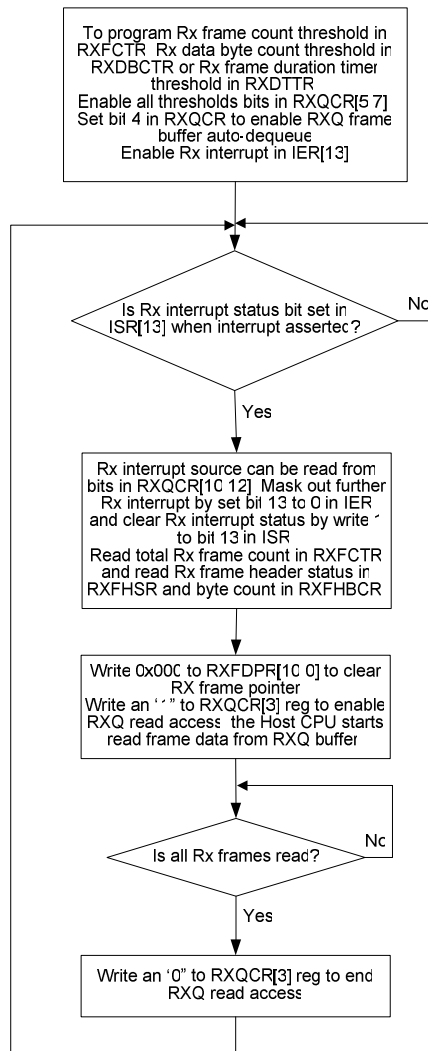 To program Rx frame count threshold in
RXFCTR Rx data byte count threshold in
RXDBCTR or Rx frame duration timer
threshold in RXDTTR
Enable all thresholds bits in RXQCR[5 7]
Set bit 4 in RXQCR to enable RXQ frame
buffer auto-dequeue
Enable Rx interrupt in IER[13]
Is Rx interrupt status bit set in
ISR[13] when interrupt asserted?
No
Yes
Rx interrupt source can be read from
bits in RXQCR[10 12] Mask out further
Rx interrupt by set bit 13 to 0 in IER
and clear Rx interrupt status by write 1
to bit 13 in ISR
Read total Rx frame count in RXFCTR
and read Rx frame header status in
RXFHSR and byte count in RXFHBCR
Write 0x000 to RXFDPR[10 0] to clear
RX frame pointer
Write an "1" to RXQCR[3] reg to enable
RXQ read access the Host CPU starts
read frame data from RXQ buffer
Is all Rx frames read?
No
Yes
Write an "0" to RXQCR[3] reg to end
RXQ read access